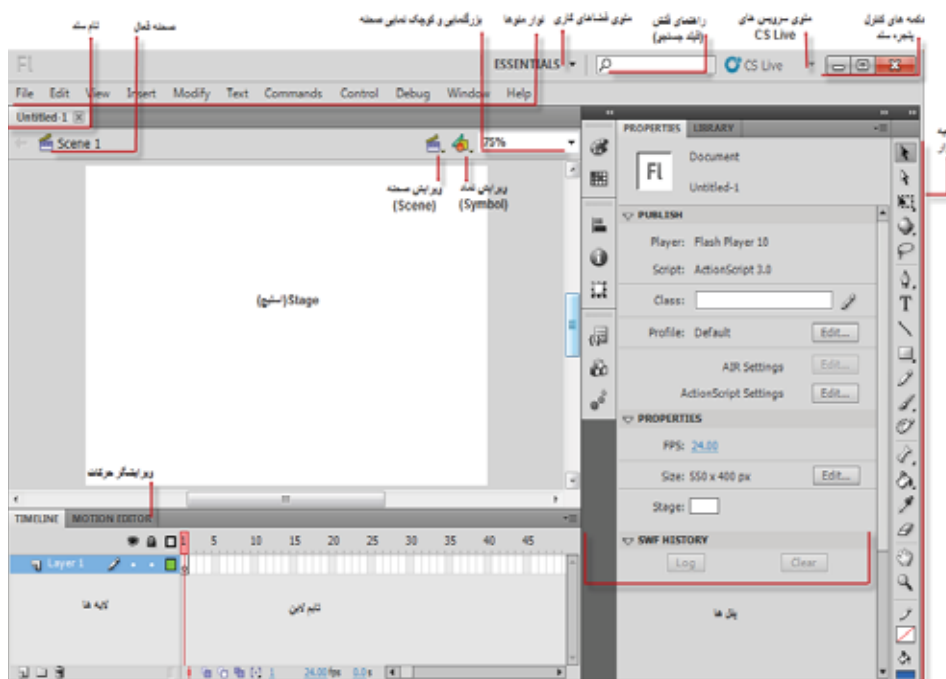 نام سند
صحنه فعال
بزرگنمایی و کوچک نمایی صحنه
نوار منوها
منوی فضاهای کاری
راهنمای فلش
(فیلد جستجو)
منوی سرویس های
CS Live
دکمه های کنترل
پنجره سند
Fl
ESSENTIALS
CS Live
File Edit View Insert Modify Text Commands Control Debug Window Help
Untitled-1
Scene 1
75%
ویرایش صحنه
(Scene)
ویرایش نماد
(Symbol)
Stage(استیج)
PROPERTIES LIBRARY
Fl
Document
Untitled-1
PUBLISH
Player: Flash Player 10
Script: ActionScript 3.0
Class:
Profile: Default Edit...
AIR Settings Edit...
ActionScript Settings Edit...
PROPERTIES
FPS: 24.00
Size: 550 x 400 px Edit...
Stage:
SWF HISTORY
Log Clear
پنل ها
ویرایشگر حرکات
TIMELINE MOTION EDITOR
1 5 10 15 20 25 30 35 40 45
Layer 1
لایه ها
تایم لاین
1 24.00 fps 0.0 s